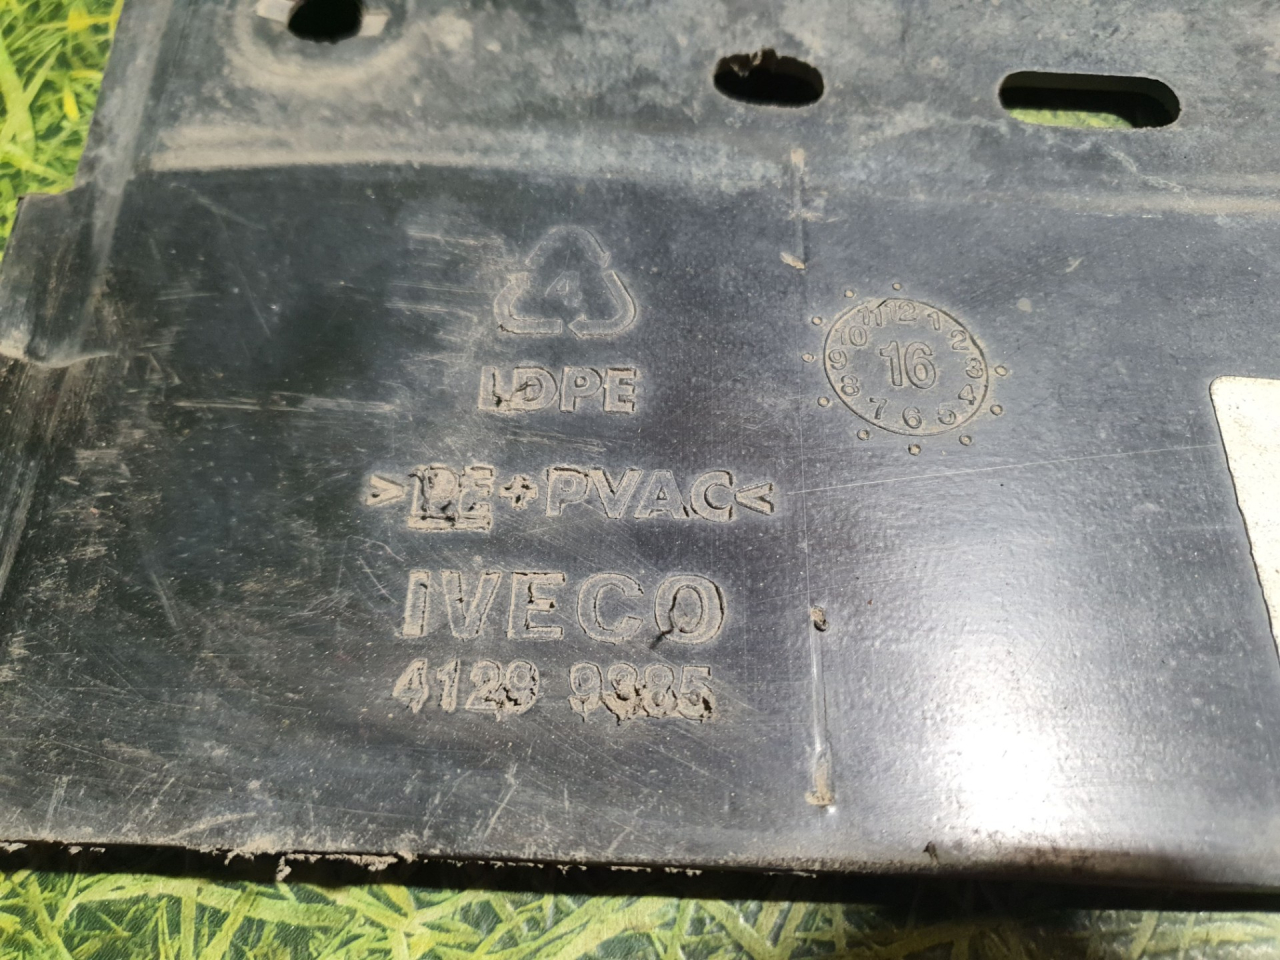 4
LDPE
>PE+PVAC<
IVECO
4129 9385
11 12 1 2 3 4 5 6 7 8 9 10
16